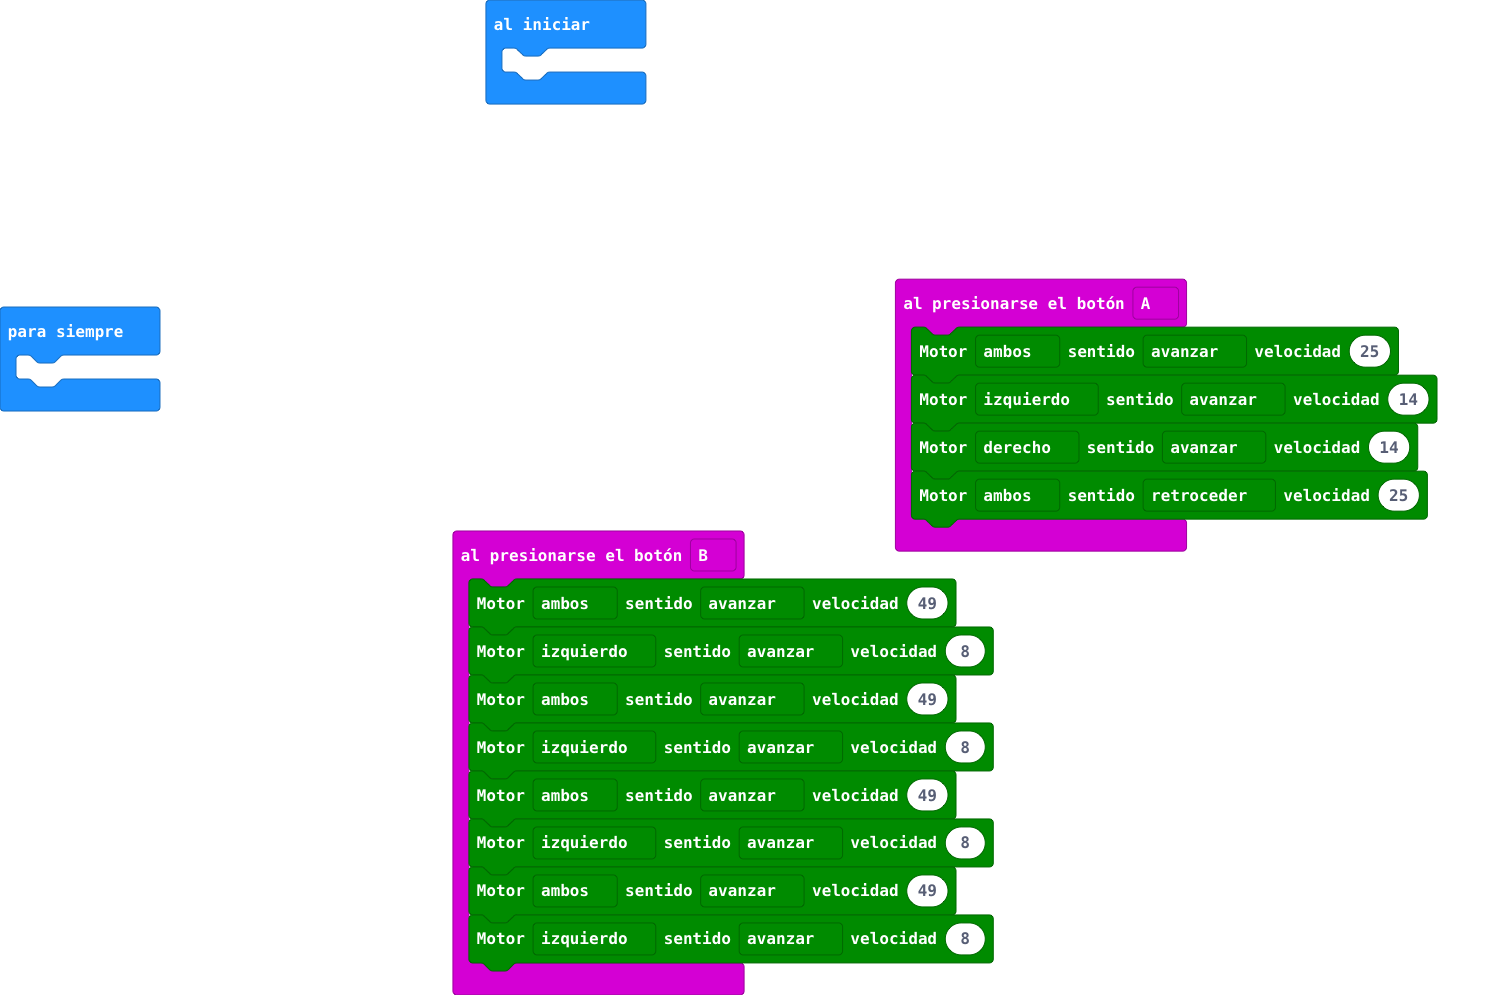 al iniciar
para siempre
al presionarse el botón A
Motor ambos sentido avanzar velocidad 25
Motor izquierdo sentido avanzar velocidad 14
Motor derecho sentido avanzar velocidad 14
Motor ambos sentido retroceder velocidad 25
al presionarse el botón B
Motor ambos sentido avanzar velocidad 49
Motor izquierdo sentido avanzar velocidad 8
Motor ambos sentido avanzar velocidad 49
Motor izquierdo sentido avanzar velocidad 8
Motor ambos sentido avanzar velocidad 49
Motor izquierdo sentido avanzar velocidad 8
Motor ambos sentido avanzar velocidad 49
Motor izquierdo sentido avanzar velocidad 8